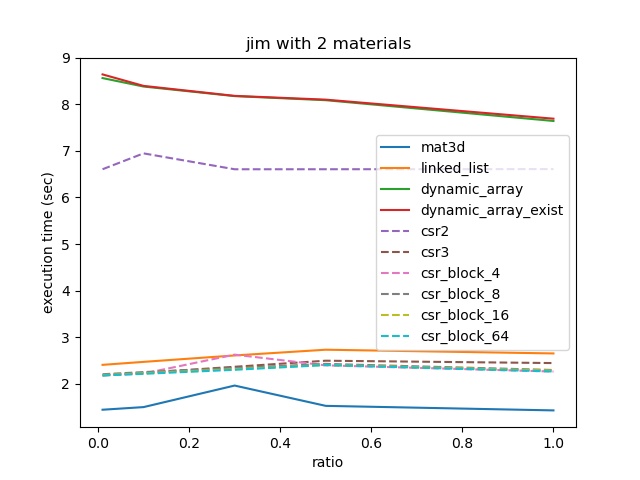 jim with 2 materials
execution time (sec)
9
8
7
6
5
4
3
2
mat3d
linked_list
dynamic_array
dynamic_array_exist
csr2
csr3
csr_block_4
csr_block_8
csr_block_16
csr_block_64
0.0 0.2 0.4 0.6 0.8 1.0
ratio